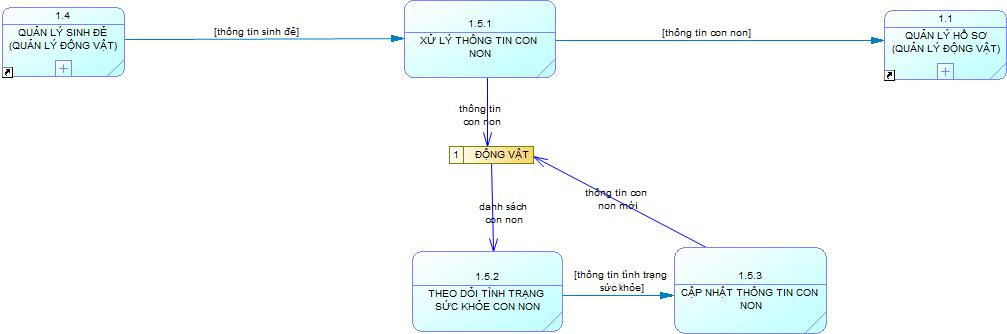 1.4
QUẢN LÝ SINH ĐẺ
(QUẢN LÝ ĐỘNG VẬT)
[thông tin sinh đẻ]
1.5.1
XỬ LÝ THÔNG TIN CON
NON
[thông tin con non]
1.1
QUẢN LÝ HỒ SƠ
(QUẢN LÝ ĐỘNG VẬT)
thông tin
con non
1 ĐỘNG VẬT
danh sách
con non
thông tin con
non mới
1.5.2
THEO DÕI TÌNH TRẠNG
SỨC KHỎE CON NON
[thông tin tình trạng
sức khỏe]
1.5.3
CẬP NHẬT THÔNG TIN CON
NON